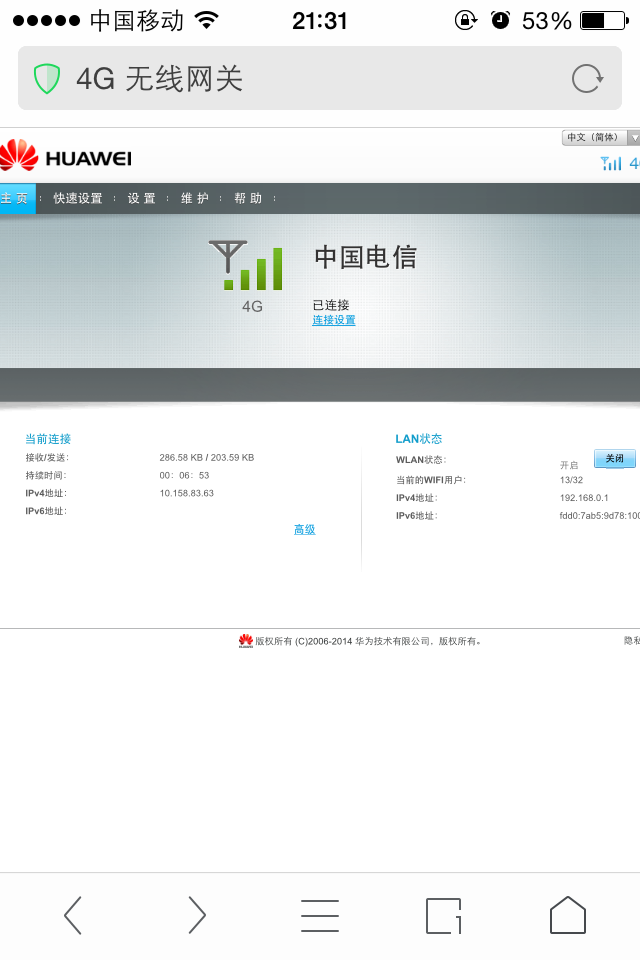 中国移动 21:31 53%
4G 无线网关
中文（简体）
HUAWEI
4
主 页 : 快速设置 : 设 置 : 维 护 : 帮 助 :
中国电信
4G
已连接
连接设置
当前连接
接收/发送: 286.58 KB / 203.59 KB
持续时间: 00: 06: 53
IPv4地址: 10.158.83.63
IPv6地址:
高级
LAN状态
WLAN状态: 开启 关闭
当前的WIFI用户: 13/32
IPv4地址: 192.168.0.1
IPv6地址: fdd0:7ab5:9d78:100
HUAWEI 版权所有 (C)2006-2014 华为技术有限公司。版权所有。 隐私
1